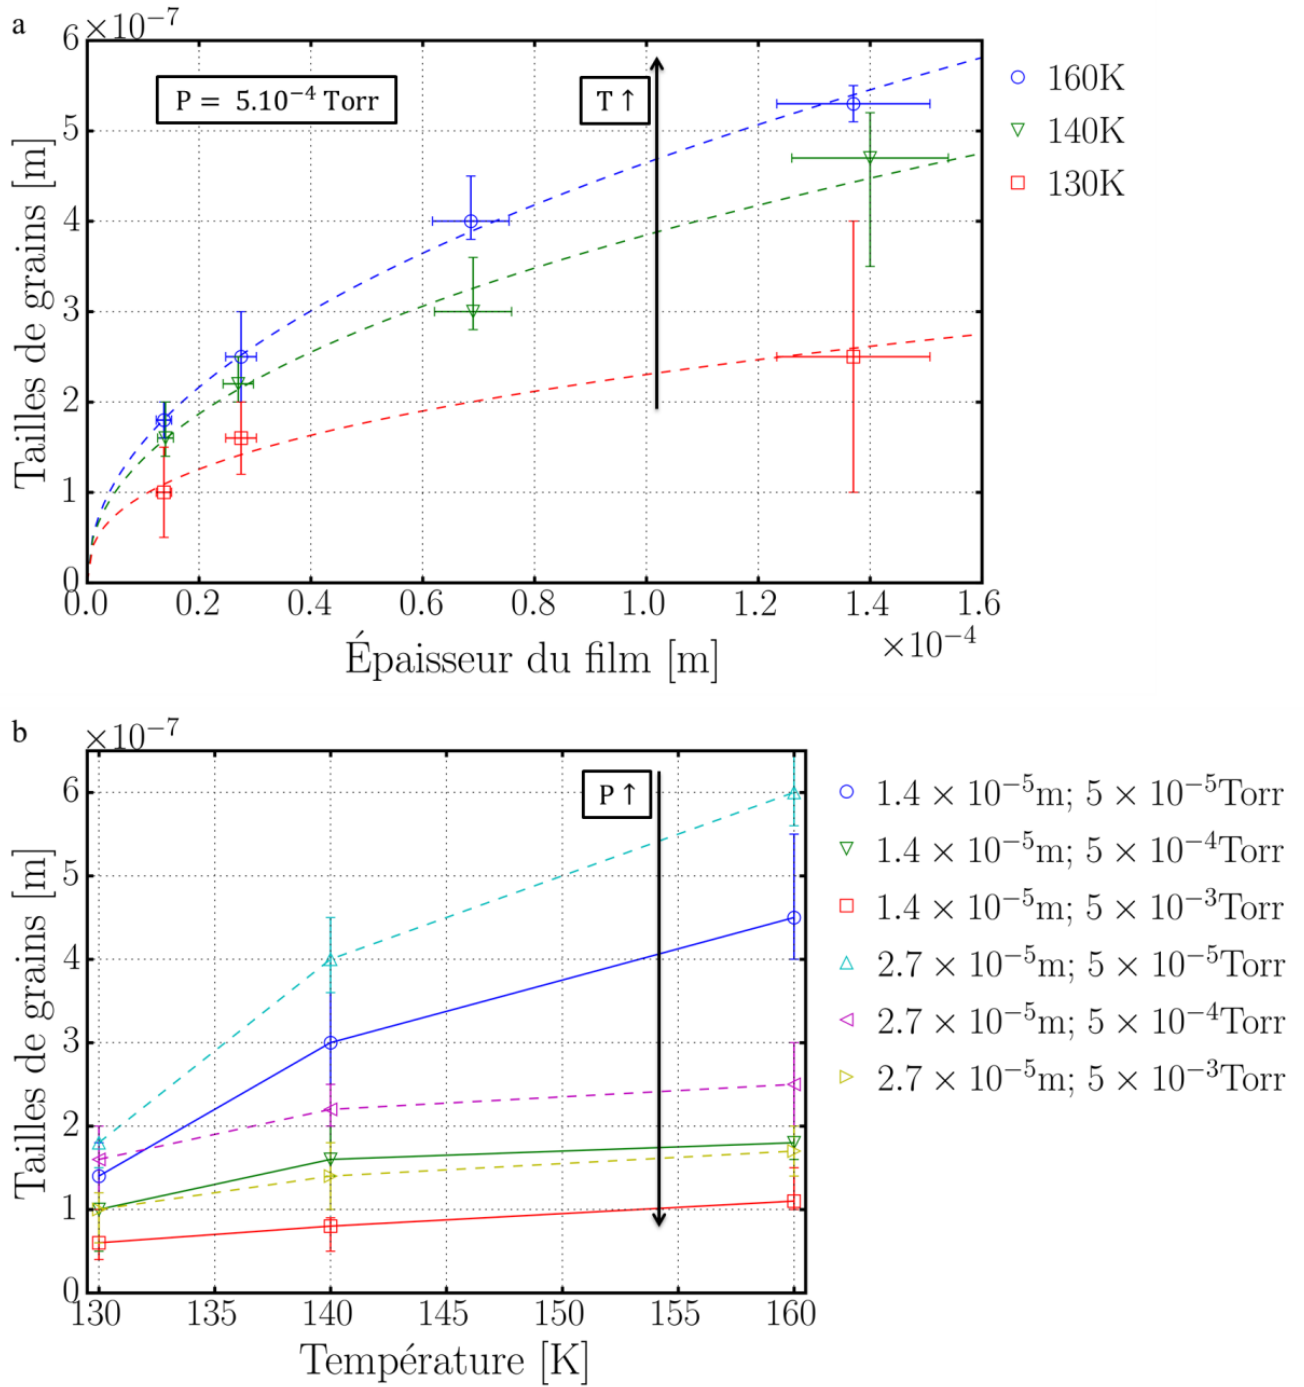 a
×10⁻⁷
6
5
4
3
2
1
0
P = 5.10⁻⁴ Torr
T ↑
160K
140K
130K
Tailles de grains [m]
0.0 0.2 0.4 0.6 0.8 1.0 1.2 1.4 1.6
×10⁻⁴
Épaisseur du film [m]
b
×10⁻⁷
6
5
4
3
2
1
0
P ↑
1.4 × 10⁻⁵m; 5 × 10⁻⁵Torr
1.4 × 10⁻⁵m; 5 × 10⁻⁴Torr
1.4 × 10⁻⁵m; 5 × 10⁻³Torr
2.7 × 10⁻⁵m; 5 × 10⁻⁵Torr
2.7 × 10⁻⁵m; 5 × 10⁻⁴Torr
2.7 × 10⁻⁵m; 5 × 10⁻³Torr
Tailles de grains [m]
130 135 140 145 150 155 160
Température [K]